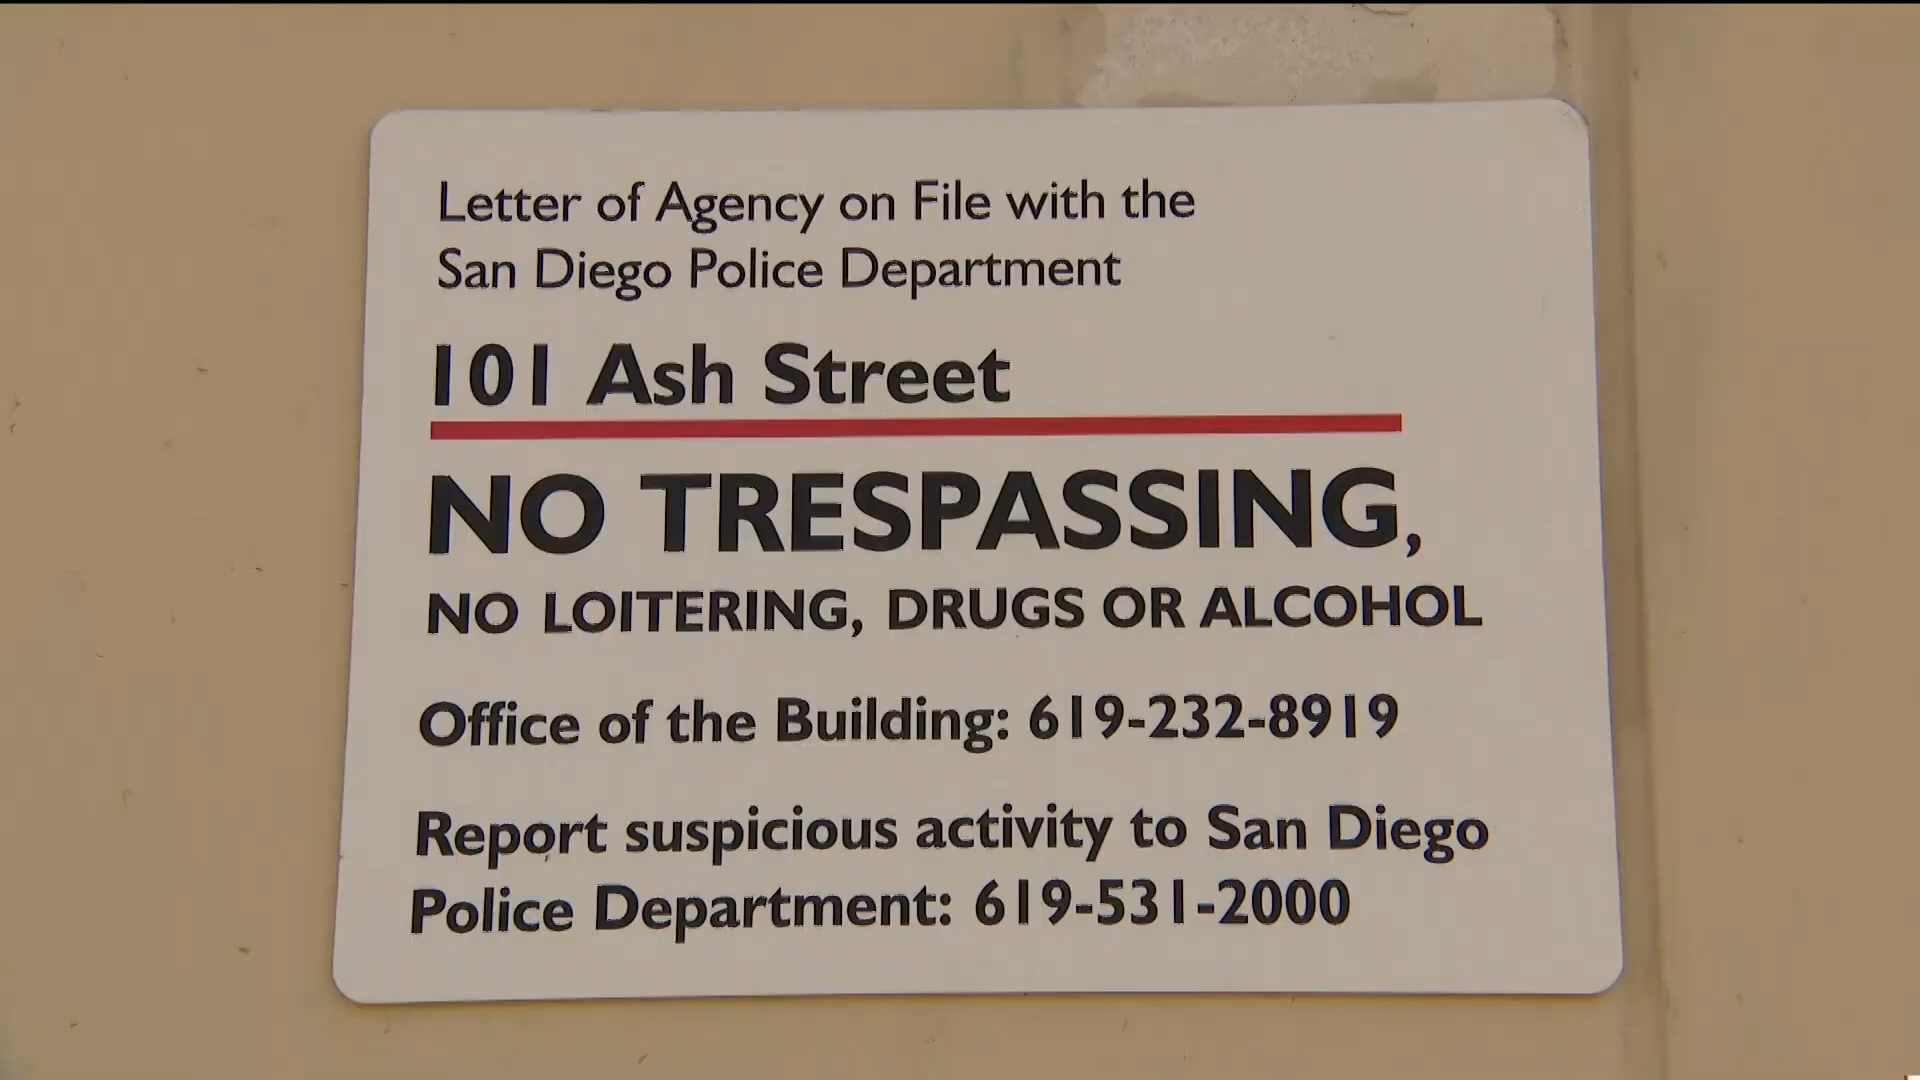 Letter of Agency on File with the
San Diego Police Department
101 Ash Street
NO TRESPASSING,
NO LOITERING, DRUGS OR ALCOHOL
Office of the Building: 619-232-8919
Report suspicious activity to San Diego
Police Department: 619-531-2000